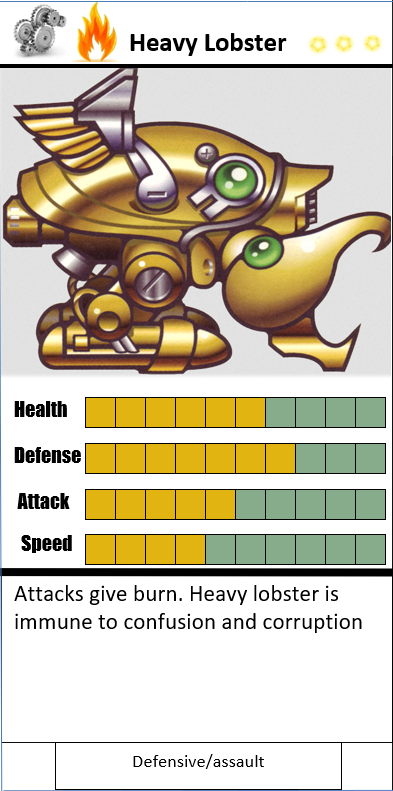 Heavy Lobster
Health
Defense
Attack
Speed
Attacks give burn. Heavy lobster is
immune to confusion and corruption
Defensive/assault